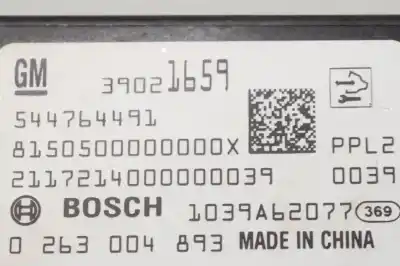 GM 39021659
544764491
8150500000000X PPL2
2117214000000039 0039
BOSCH 1039A62077 369
0 263 004 893 MADE IN CHINA